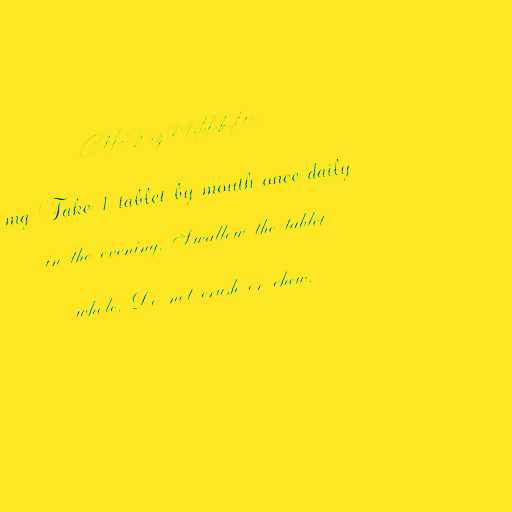 mg Take 1 tablet by mouth once daily
in the evening. Swallow the tablet
whole. Do not crush or chew.